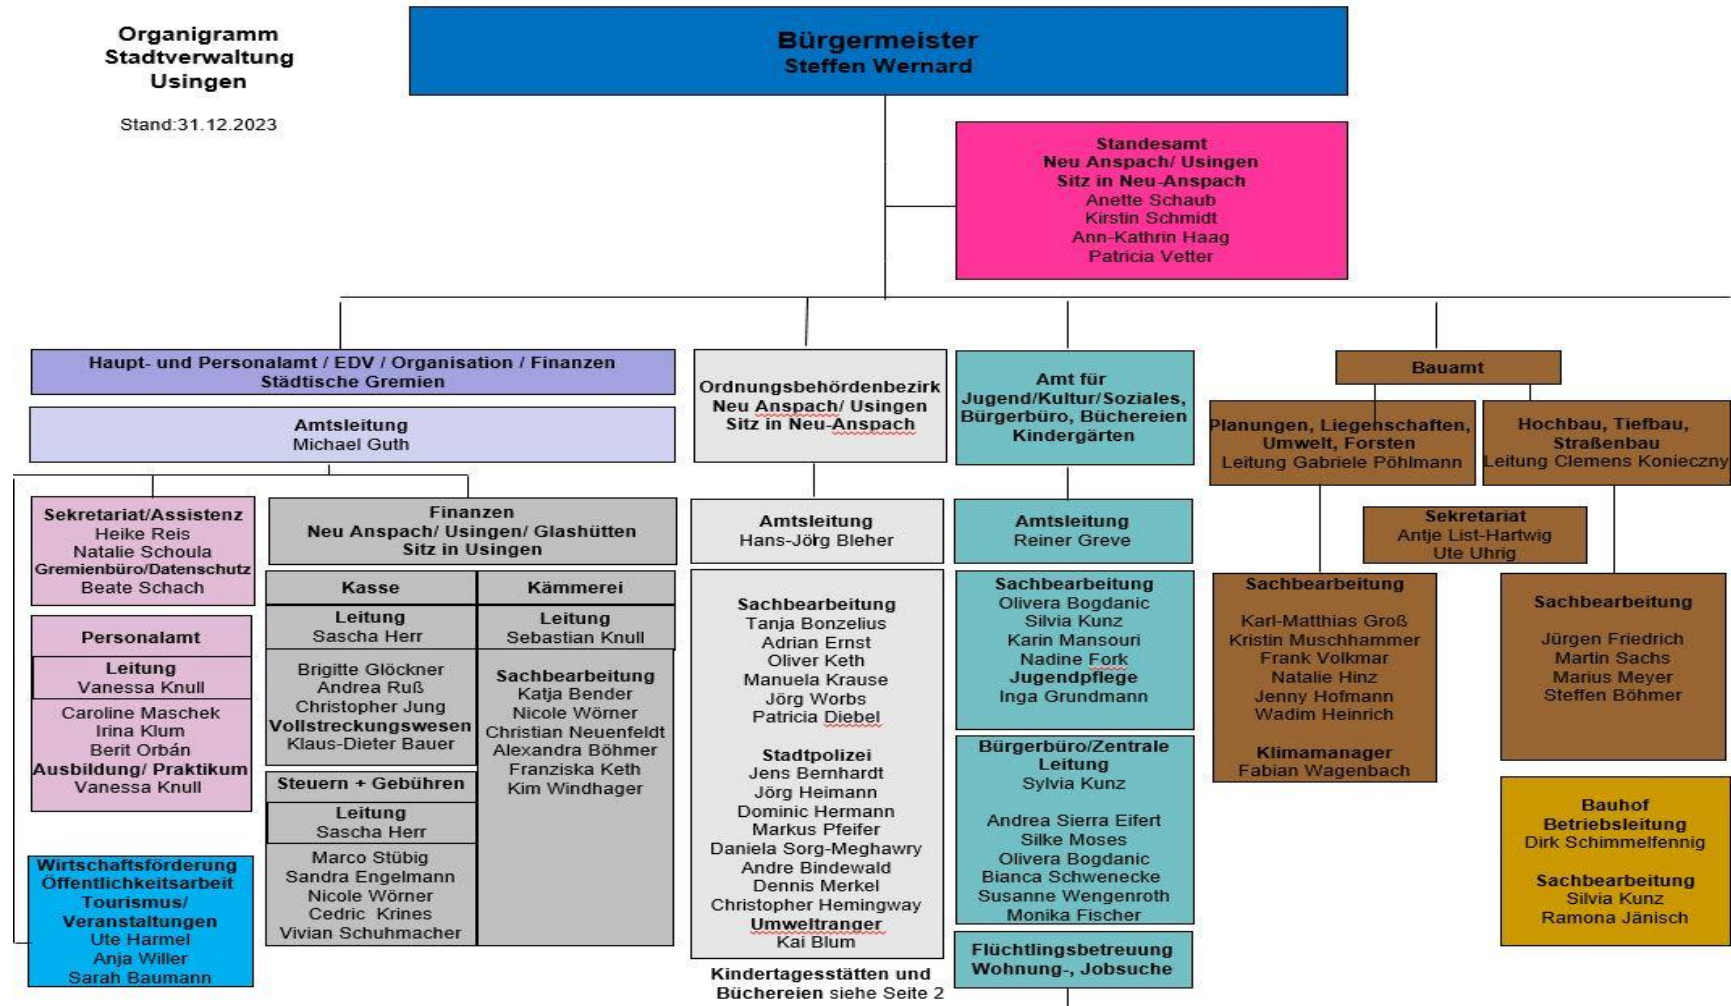 Organigramm
Stadtverwaltung
Usingen
Stand:31.12.2023
Bürgermeister
Steffen Wernard
Standesamt
Neu Anspach/ Usingen
Sitz in Neu-Anspach
Anette Schaub
Kirstin Schmidt
Ann-Kathrin Haag
Patricia Vetter
Haupt- und Personalamt / EDV / Organisation / Finanzen
Städtische Gremien
Amtsleitung
Michael Guth
Sekretariat/Assistenz
Heike Reis
Natalie Schoula
Gremienbüro/Datenschutz
Beate Schach
Personalamt
Leitung
Vanessa Knull
Caroline Maschek
Irina Klum
Berit Orbán
Ausbildung/ Praktikum
Vanessa Knull
Wirtschaftsförderung
Öffentlichkeitsarbeit
Tourismus/
Veranstaltungen
Ute Harmel
Anja Willer
Sarah Baumann
Finanzen
Neu Anspach/ Usingen/ Glashütten
Sitz in Usingen
Kasse
Leitung
Sascha Herr
Brigitte Glöckner
Andrea Ruß
Christopher Jung
Vollstreckungswesen
Klaus-Dieter Bauer
Steuern + Gebühren
Leitung
Sascha Herr
Marco Stübig
Sandra Engelmann
Nicole Wörner
Cedric Krines
Vivian Schuhmacher
Kämmerei
Leitung
Sebastian Knull
Sachbearbeitung
Katja Bender
Nicole Wörner
Christian Neuenfeldt
Alexandra Böhmer
Franziska Keth
Kim Windhager
Ordnungsbehördenbezirk
Neu Anspach/ Usingen
Sitz in Neu-Anspach
Amtsleitung
Hans-Jörg Bleher
Sachbearbeitung
Tanja Bonzelius
Adrian Ernst
Oliver Keth
Manuela Krause
Jörg Worbs
Patricia Diebel
Stadtpolizei
Jens Bernhardt
Jörg Heimann
Dominic Hermann
Markus Pfeifer
Daniela Sorg-Meghawry
Andre Bindewald
Dennis Merkel
Christopher Hemingway
Umweltranger
Kai Blum
Kindertagesstätten und
Büchereien siehe Seite 2
Amt für
Jugend/Kultur/Soziales,
Bürgerbüro, Büchereien
Kindergärten
Amtsleitung
Reiner Greve
Sachbearbeitung
Olivera Bogdanic
Silvia Kunz
Karin Mansouri
Nadine Fork
Jugendpflege
Inga Grundmann
Bürgerbüro/Zentrale
Leitung
Sylvia Kunz
Andrea Sierra Eifert
Silke Moses
Olivera Bogdanic
Bianca Schwenecke
Susanne Wengenroth
Monika Fischer
Flüchtlingsbetreuung
Wohnung-, Jobsuche
Bauamt
Planungen, Liegenschaften,
Umwelt, Forsten
Leitung Gabriele Pöhlmann
Hochbau, Tiefbau,
Straßenbau
Leitung Clemens Konieczny
Sekretariat
Antje List-Hartwig
Ute Uhrig
Sachbearbeitung
Karl-Matthias Groß
Kristin Muschhammer
Frank Volkmar
Natalie Hinz
Jenny Hofmann
Wadim Heinrich
Klimamanager
Fabian Wagenbach
Sachbearbeitung
Jürgen Friedrich
Martin Sachs
Marius Meyer
Steffen Böhmer
Bauhof
Betriebsleitung
Dirk Schimmelfennig
Sachbearbeitung
Silvia Kunz
Ramona Jänisch